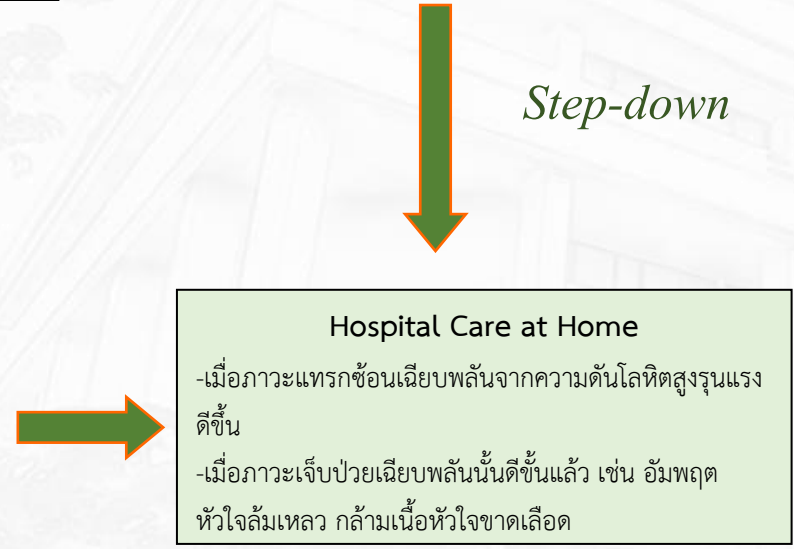 Step-down
Hospital Care at Home
-เมื่อภาวะแทรกซ้อนเฉียบพลันจากความดันโลหิตสูงรุนแรง
ดีขึ้น
-เมื่อภาวะเจ็บป่วยเฉียบพลันนั้นดีขั้นแล้ว เช่น อัมพฤต
หัวใจล้มเหลว กล้ามเนื้อหัวใจขาดเลือด